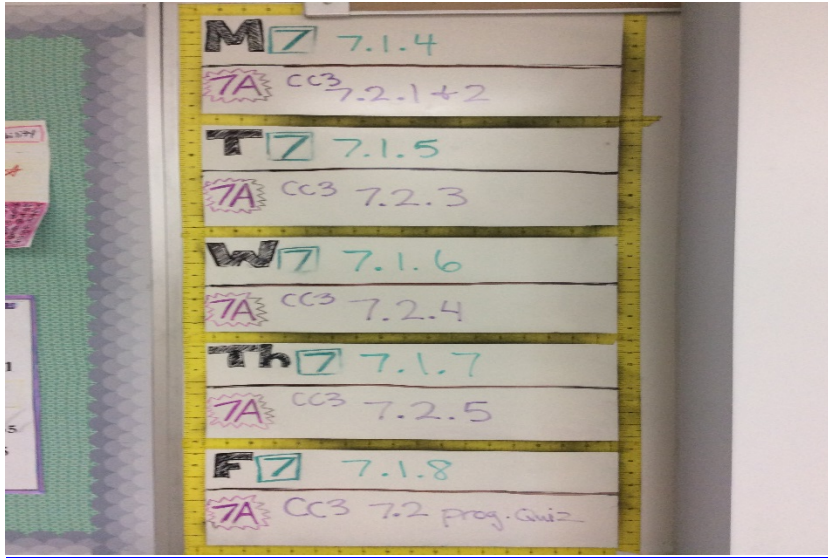 M 7 7.1.4
7A CC3 7.2.1+2
T 7 7.1.5
7A CC3 7.2.3
W 7 7.1.6
7A CC3 7.2.4
Th 7 7.1.7
7A CC3 7.2.5
F 7 7.1.8
7A CC3 7.2 prog. Quiz